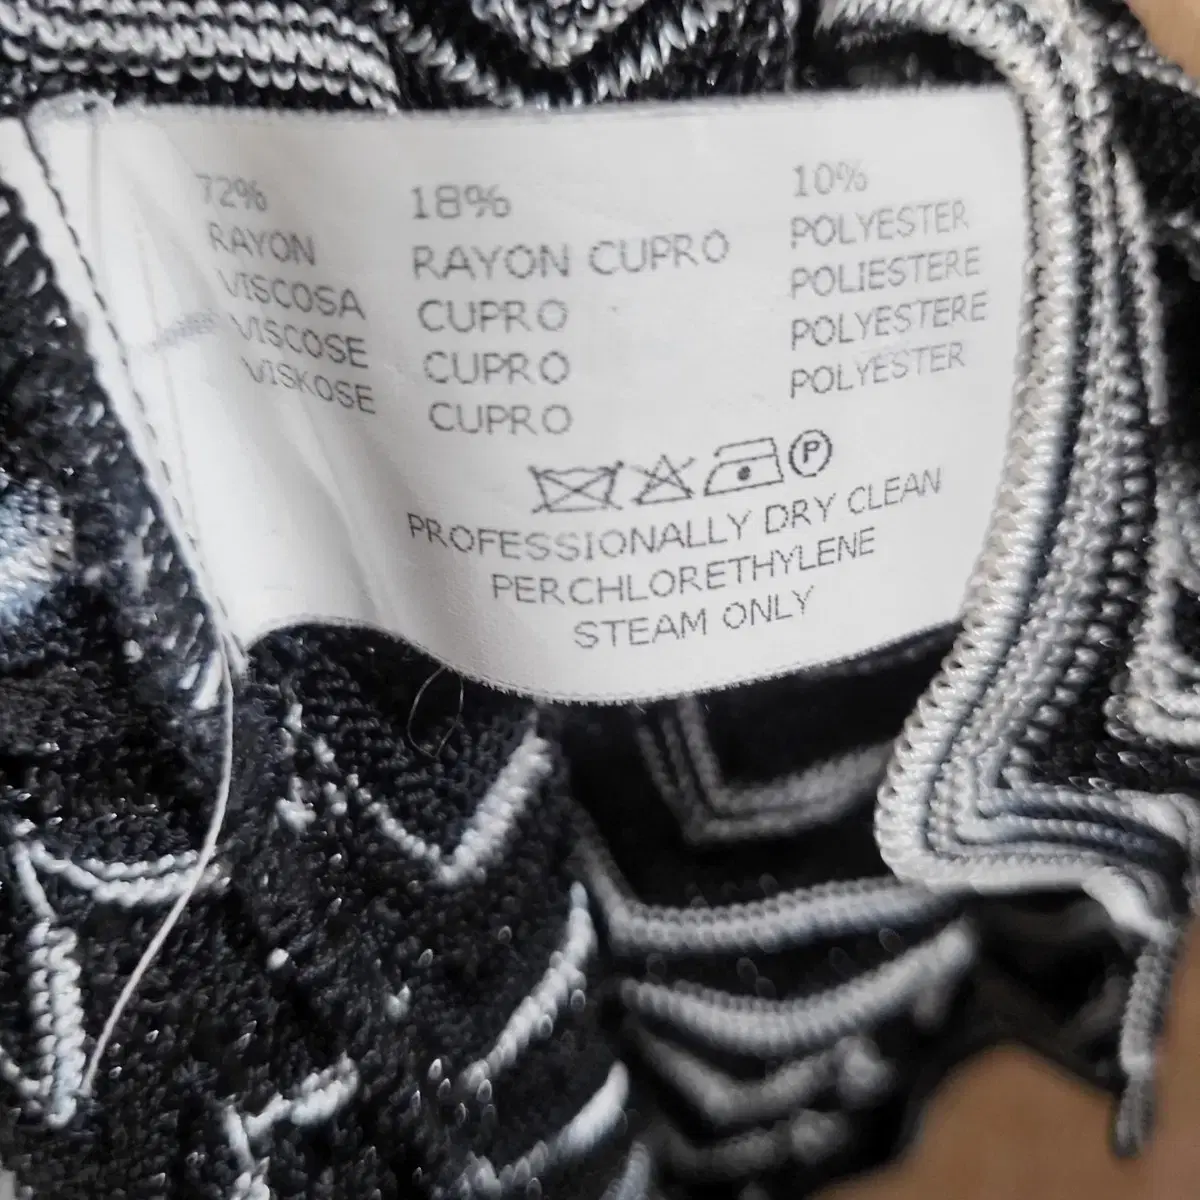 72%
RAYON
VISCOSA
VISCOSE
VISKOSE
18%
RAYON CUPRO
CUPRO
CUPRO
CUPRO
10%
POLYESTER
POLIESTERE
POLYESTERE
POLYESTER
P
PROFESSIONALLY DRY CLEAN
PERCHLORETHYLENE
STEAM ONLY